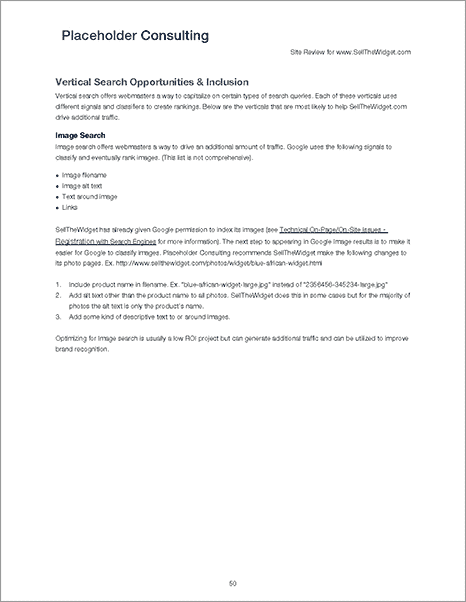 Placeholder Consulting
Site Review for www.SellTheWidget.com
Vertical Search Opportunities & Inclusion
Vertical search offers webmasters a way to capitalize on certain types of search queries. Each of these verticals uses
different signals and classifiers to create rankings. Below are the verticals that are most likely to help SellTheWidget.com
drive additional traffic.
Image Search
Image search offers webmasters a way to drive an additional amount of traffic. Google uses the following signals to
classify and eventually rank images. (This list is not comprehensive).
• Image filename
• Image alt text
• Text around image
• Links
SellTheWidget has already given Google permission to index its images (see Technical On-Page/On-Site Issues -
Registration with Search Engines for more information). The next step to appearing in Google Image results is to make it
easier for Google to classify images. Placeholder Consulting recommends SellTheWidget make the following changes to
its photo pages. Ex. http://www.sellthewidget.com/photos/widget/blue-african-widget.html
1. Include product name in filename. Ex. "blue-african-widget-large.jpg" instead of "2356456-345234-large.jpg"
2. Add alt text other than the product name to all photos. SellTheWidget does this in some cases but for the majority of
photos the alt text is only the product's name.
3. Add some kind of descriptive text to or around images.
Optimizing for Image search is usually a low ROI project but can generate additional traffic and can be utilized to improve
brand recognition.
50